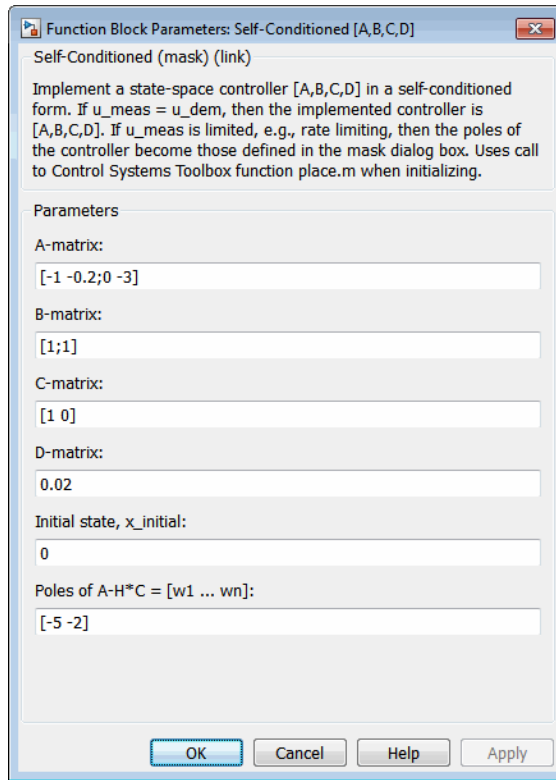 Function Block Parameters: Self-Conditioned [A,B,C,D]
Self-Conditioned (mask) (link)
Implement a state-space controller [A,B,C,D] in a self-conditioned
form. If u_meas = u_dem, then the implemented controller is
[A,B,C,D]. If u_meas is limited, e.g., rate limiting, then the poles of
the controller become those defined in the mask dialog box. Uses call
to Control Systems Toolbox function place.m when initializing.
Parameters
A-matrix:
[-1 -0.2;0 -3]
B-matrix:
[1;1]
C-matrix:
[1 0]
D-matrix:
0.02
Initial state, x_initial:
0
Poles of A-H*C = [w1 ... wn]:
[-5 -2]
OK Cancel Help Apply